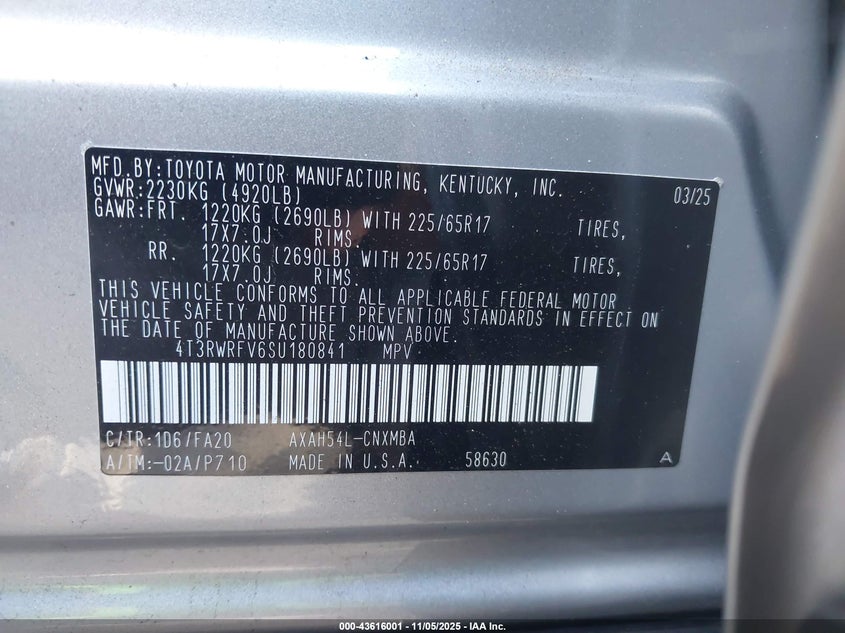 MFD.BY:TOYOTA MOTOR MANUFACTURING, KENTUCKY, INC. 03/25
GVWR:2230KG (4920LB)
GAWR:FRT. 1220KG (2690LB) WITH 225/65R17 TIRES,
17X7.0J RIMS.
RR. 1220KG (2690LB) WITH 225/65R17 TIRES,
17X7.0J RIMS.
THIS VEHICLE CONFORMS TO ALL APPLICABLE FEDERAL MOTOR
VEHICLE SAFETY AND THEFT PREVENTION STANDARDS IN EFFECT ON
THE DATE OF MANUFACTURE SHOWN ABOVE.
4T3RWRFV6SU180841 MPV
C/TR:1D6/FA20 AXAH54L-CNXMBA
A/TM:-02A/P710 MADE IN U.S.A. 58630 A
000-43616001 - 11/05/2025 - IAA Inc.